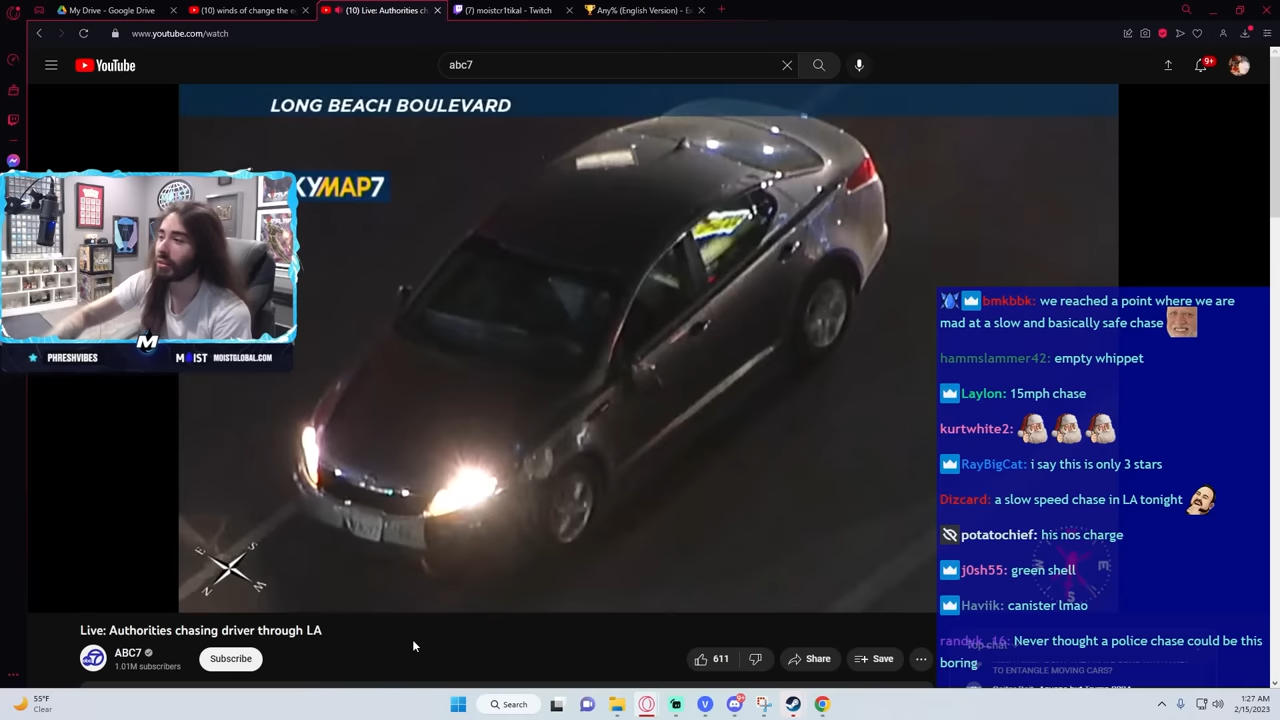 My Drive - Google Drive
(10) winds of change the e
(10) Live: Authorities c
moistcr1tikal - Twitch
Any% (English Version) - E
www.youtube.com/watch
YouTube
abc7
9+
LONG BEACH BOULEVARD
KYMAP7
PHRESHVIBES
M
MOIST MOISTGLOBAL.COM
bmkbbk: we reached a point where we are
mad at a slow and basically safe chase
hammslammer42: empty whippet
Laylon: 15mph chase
kurtwhite2:
RayBigCat: i say this is only 3 stars
Dizcard: a slow speed chase in LA tonight
potatochief: his nos charge
j0sh55: green shell
Haviik: canister lmao
Never thought a police chase could be this
boring
TO ENTANGLE MOVING CARS?
N
E
S
W
E
S
Live: Authorities chasing driver through LA
ABC7
1.01M subscribers
Subscribe
611
Share
Save
55°F
Clear
Search
1:27 AM
2/15/2023